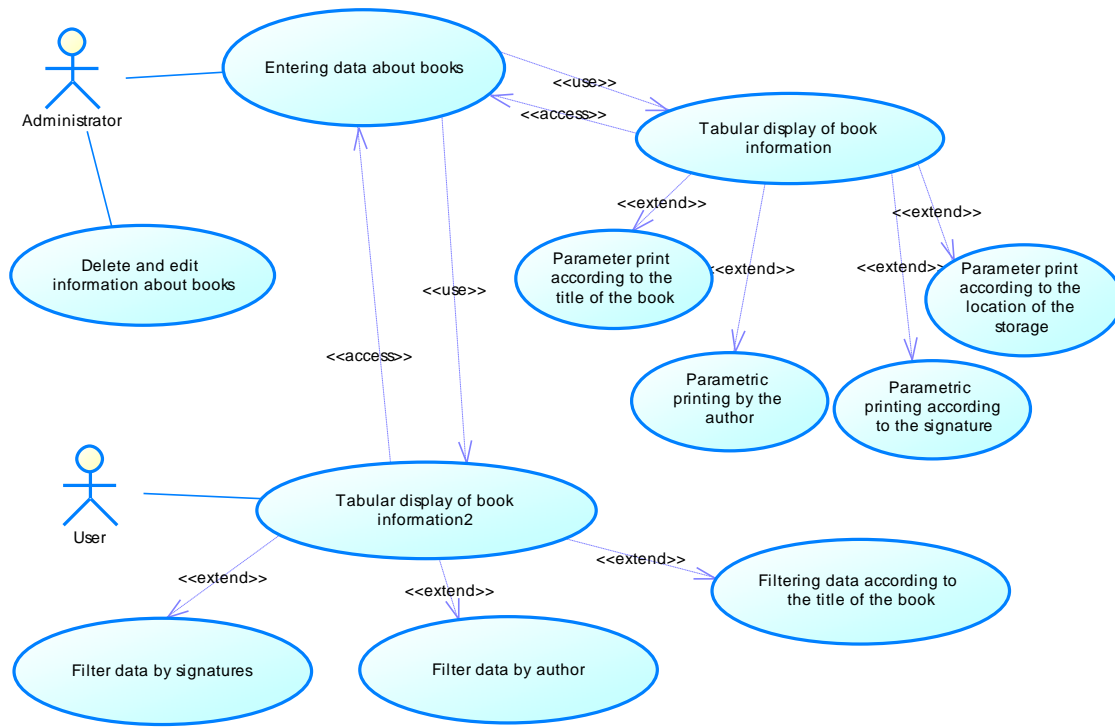 Entering data about books
Administrator
<<use>>
<<access>>
Tabular display of book
information
<<extend>>
<<extend>>
Parameter print
according to the
title of the book
<<extend>>
<<extend>>
Parameter print
according to the
location of the
storage
Delete and edit
information about books
<<use>>
<<access>>
Parametric
printing by the
author
Parametric
printing according
to the signature
User
Tabular display of book
information2
<<extend>>
<<extend>>
<<extend>>
Filtering data according to
the title of the book
Filter data by signatures
Filter data by author